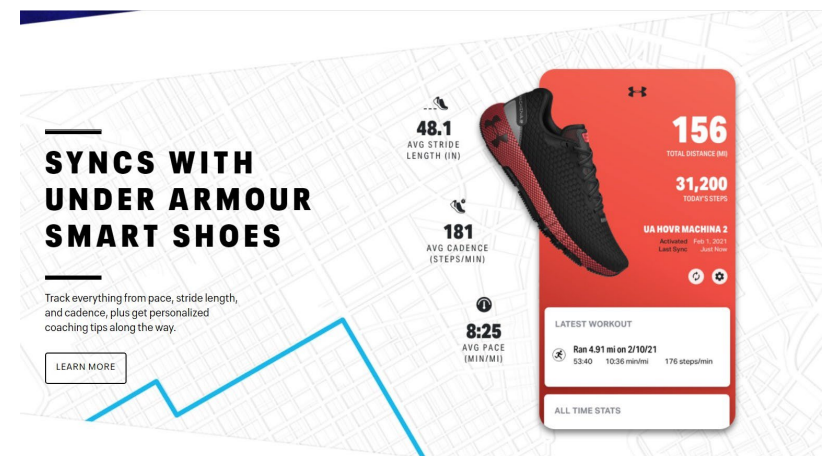 SYNCS WITH
UNDER ARMOUR
SMART SHOES
Track everything from pace, stride length,
and cadence, plus get personalized
coaching tips along the way.
LEARN MORE
48.1
AVG STRIDE
LENGTH (IN)
181
AVG CADENCE
(STEPS/MIN)
8:25
AVG PACE
(MIN/MI)
156
TOTAL DISTANCE (MI)
31,200
TODAY'S STEPS
UA HOVR MACHINA 2
Activated Feb 1, 2021
Last Sync Just Now
LATEST WORKOUT
Ran 4.91 mi on 2/10/21
53:40 10:36 min/mi 176 steps/min
ALL TIME STATS